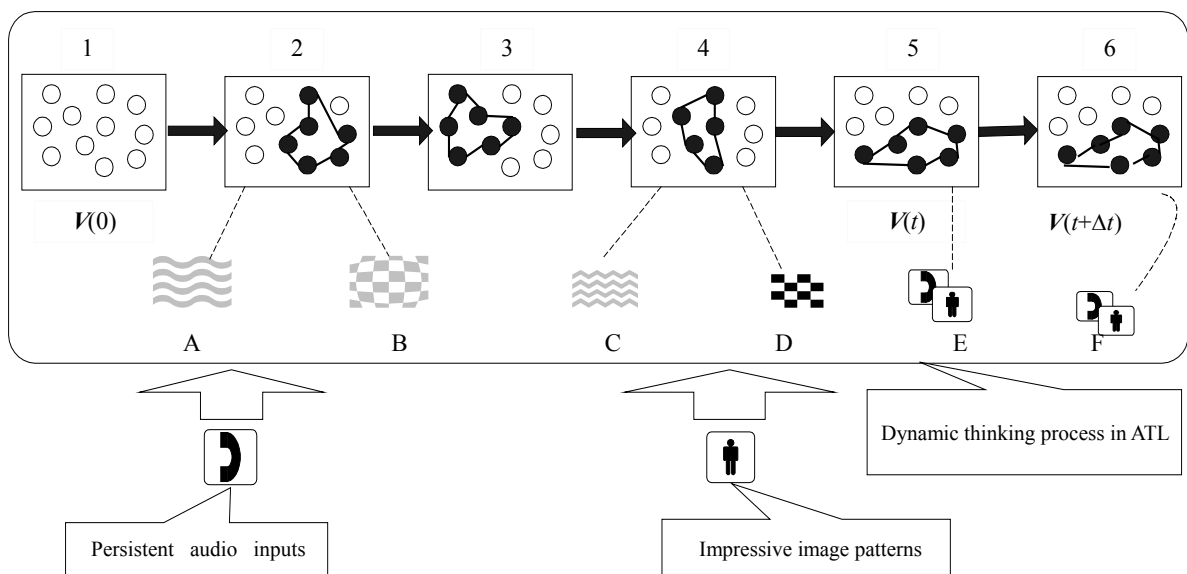 1 2 3 4 5 6
V(0) V(t) V(t+Δt)
A B C D E F
Dynamic thinking process in ATL
Persistent audio inputs Impressive image patterns